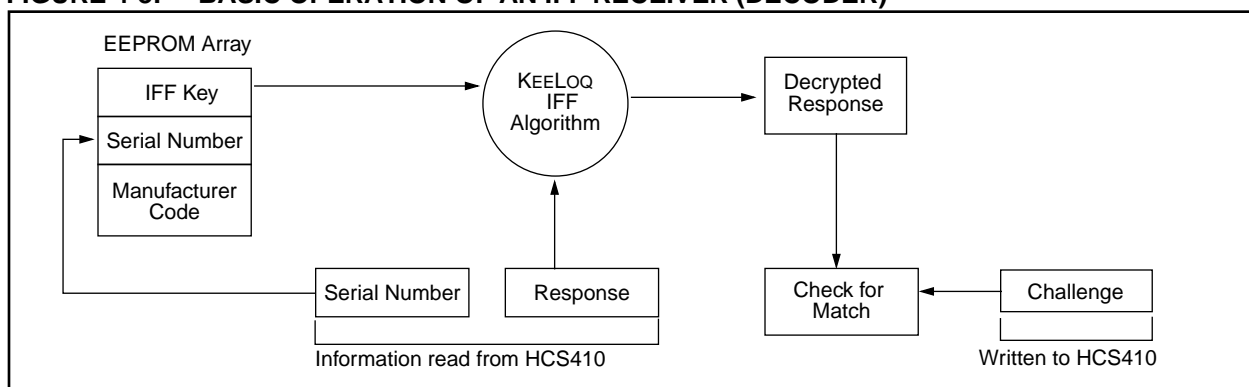 EEPROM Array
IFF Key
Serial Number
Manufacturer
Code
KEELOQ
IFF
Algorithm
Decrypted
Response
Serial Number
Response
Check for
Match
Challenge
Information read from HCS410
Written to HCS410